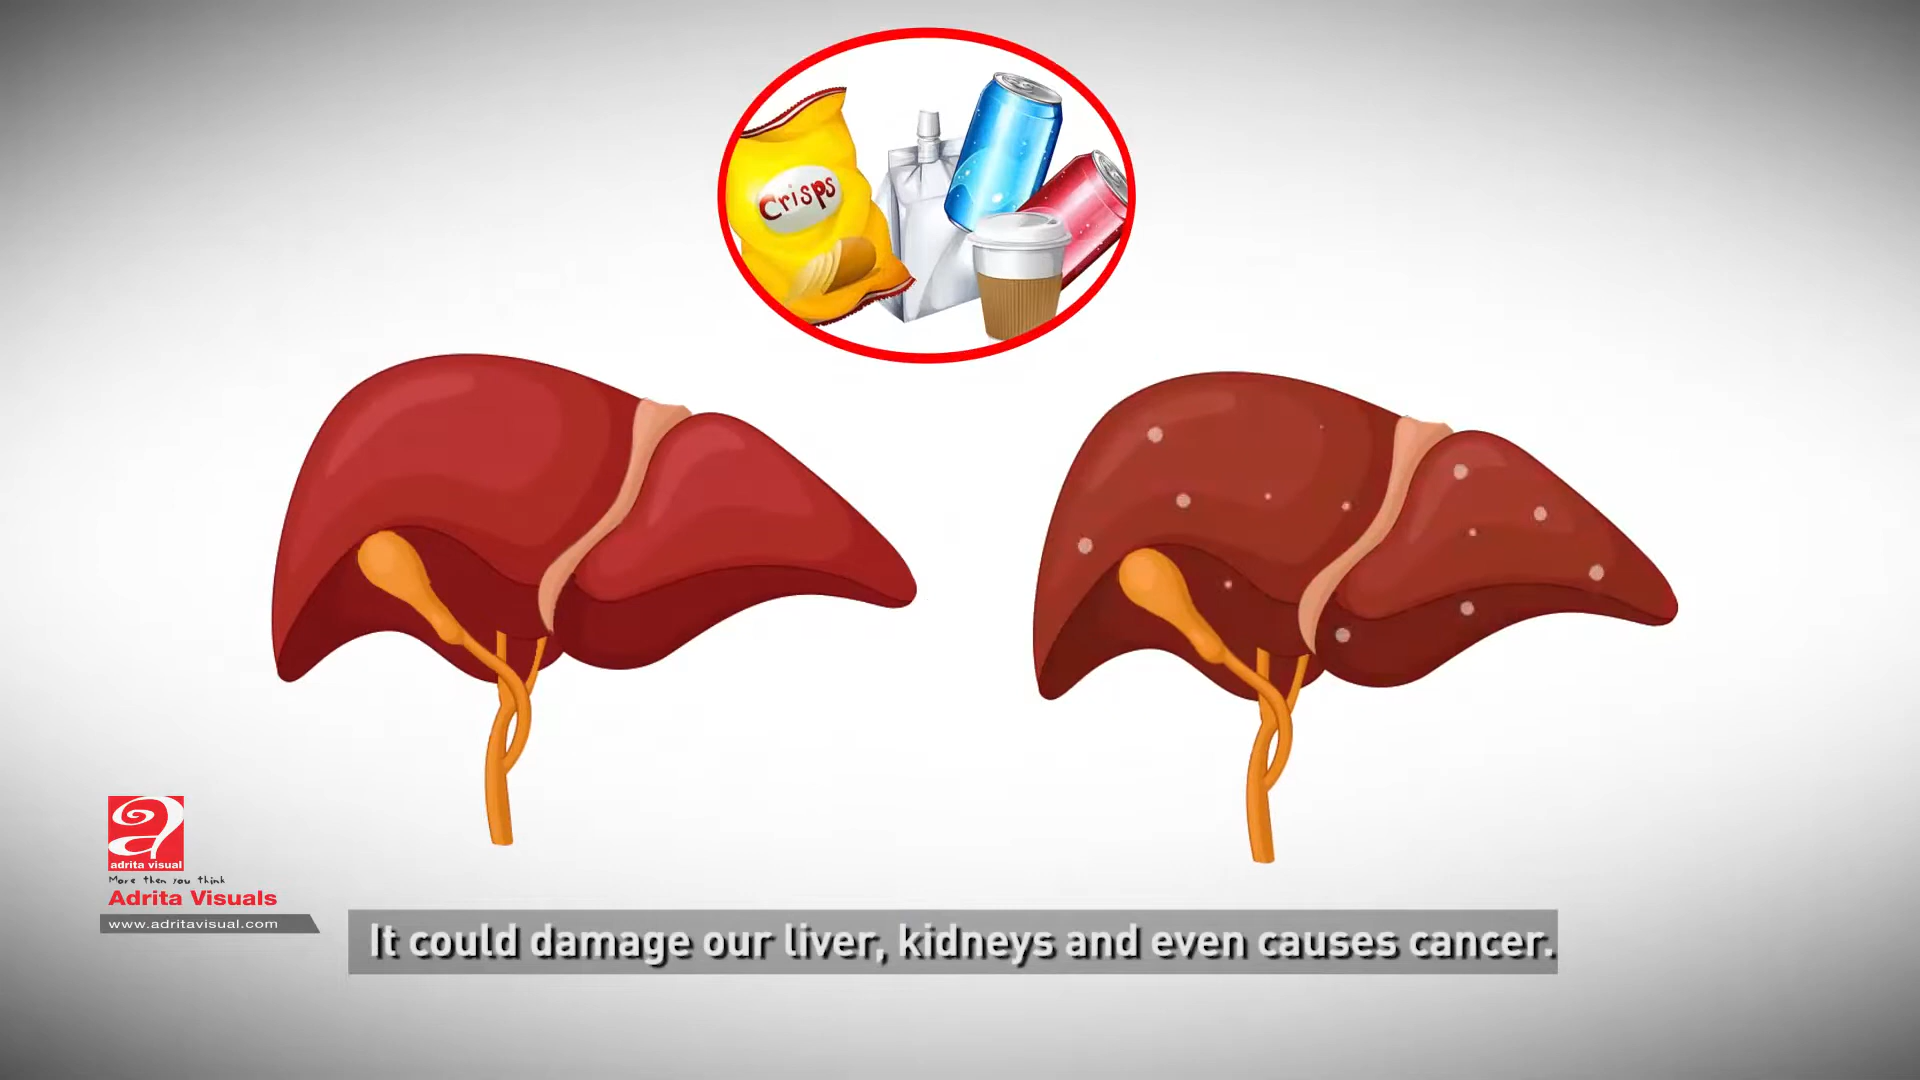 Crisps
adrita visual
More then you think
Adrita Visuals
www.adritavisual.com
It could damage our liver, kidneys and even causes cancer.